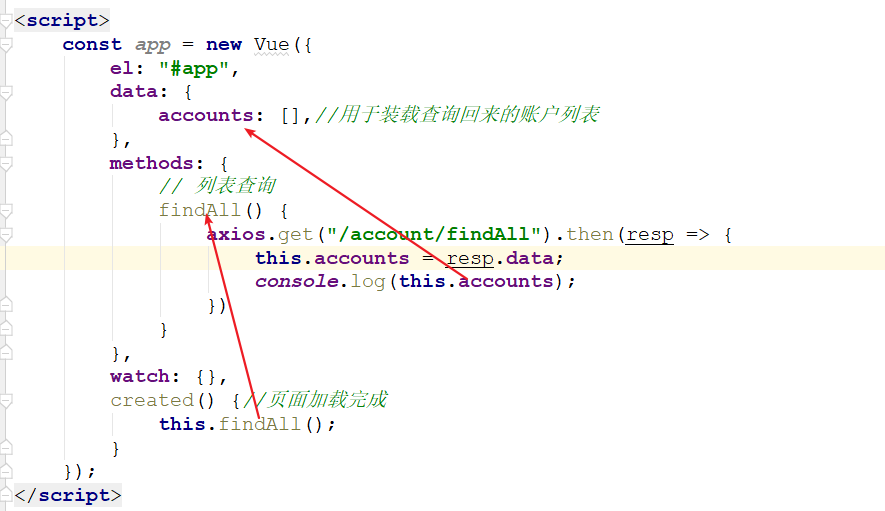 <script>
const app = new Vue({
el: "#app",
data: {
accounts: [],//用于装载查询回来的账户列表
},
methods: {
// 列表查询
findAll() {
axios.get("/account/findAll").then(resp => {
this.accounts = resp.data;
console.log(this.accounts);
})
}
},
watch: {},
created() {//页面加载完成
this.findAll();
}
});
</script>